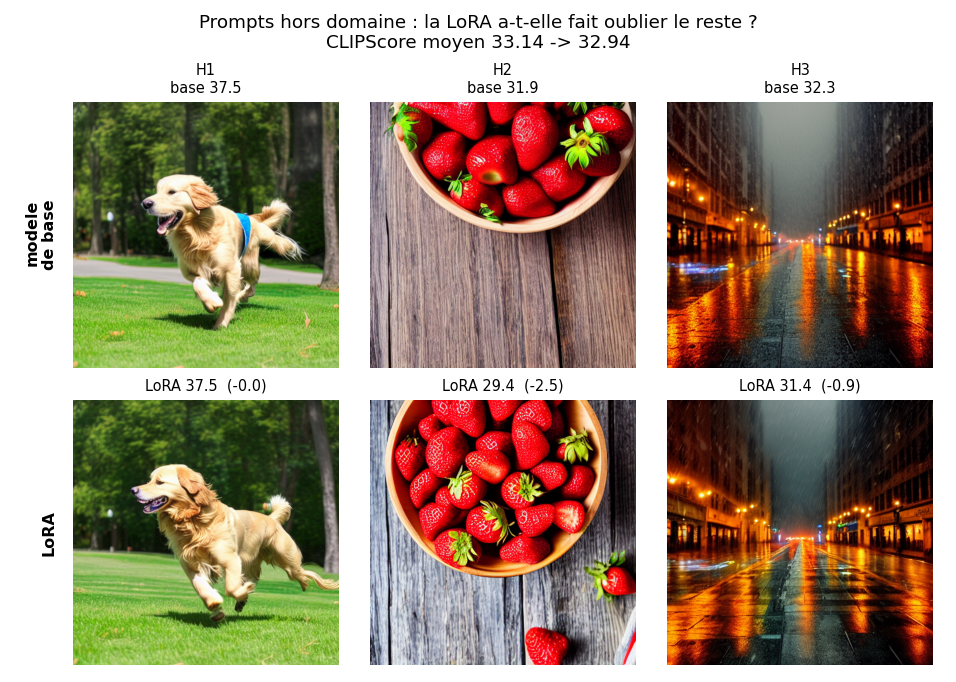 Prompts hors domaine : la LoRA a-t-elle fait oublier le reste ?
CLIPScore moyen 33.14 -> 32.94
H1
base 37.5
H2
base 31.9
H3
base 32.3
modele
de base
LoRA 37.5  (-0.0)
LoRA 29.4  (-2.5)
LoRA 31.4  (-0.9)
LoRA